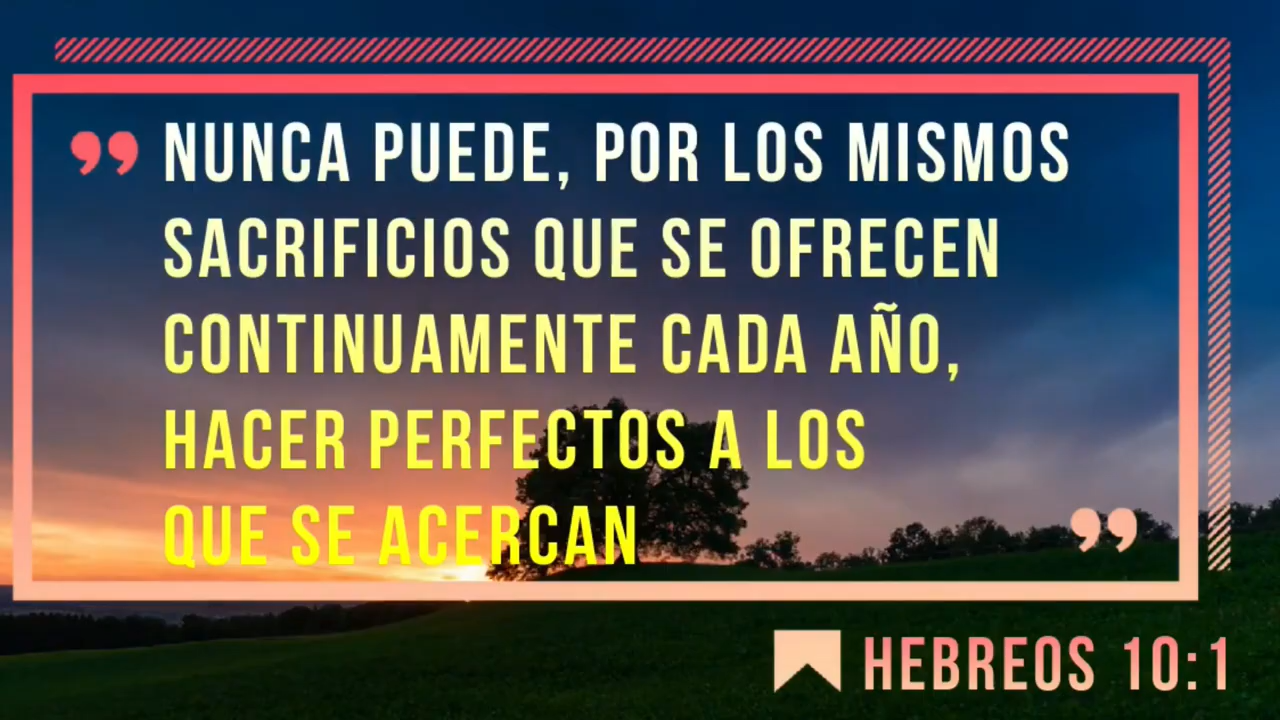 ” NUNCA PUEDE, POR LOS MISMOS
SACRIFICIOS QUE SE OFRECEN
CONTINUAMENTE CADA AÑO,
HACER PERFECTOS A LOS
QUE SE ACERCAN ”
HEBREOS 10:1